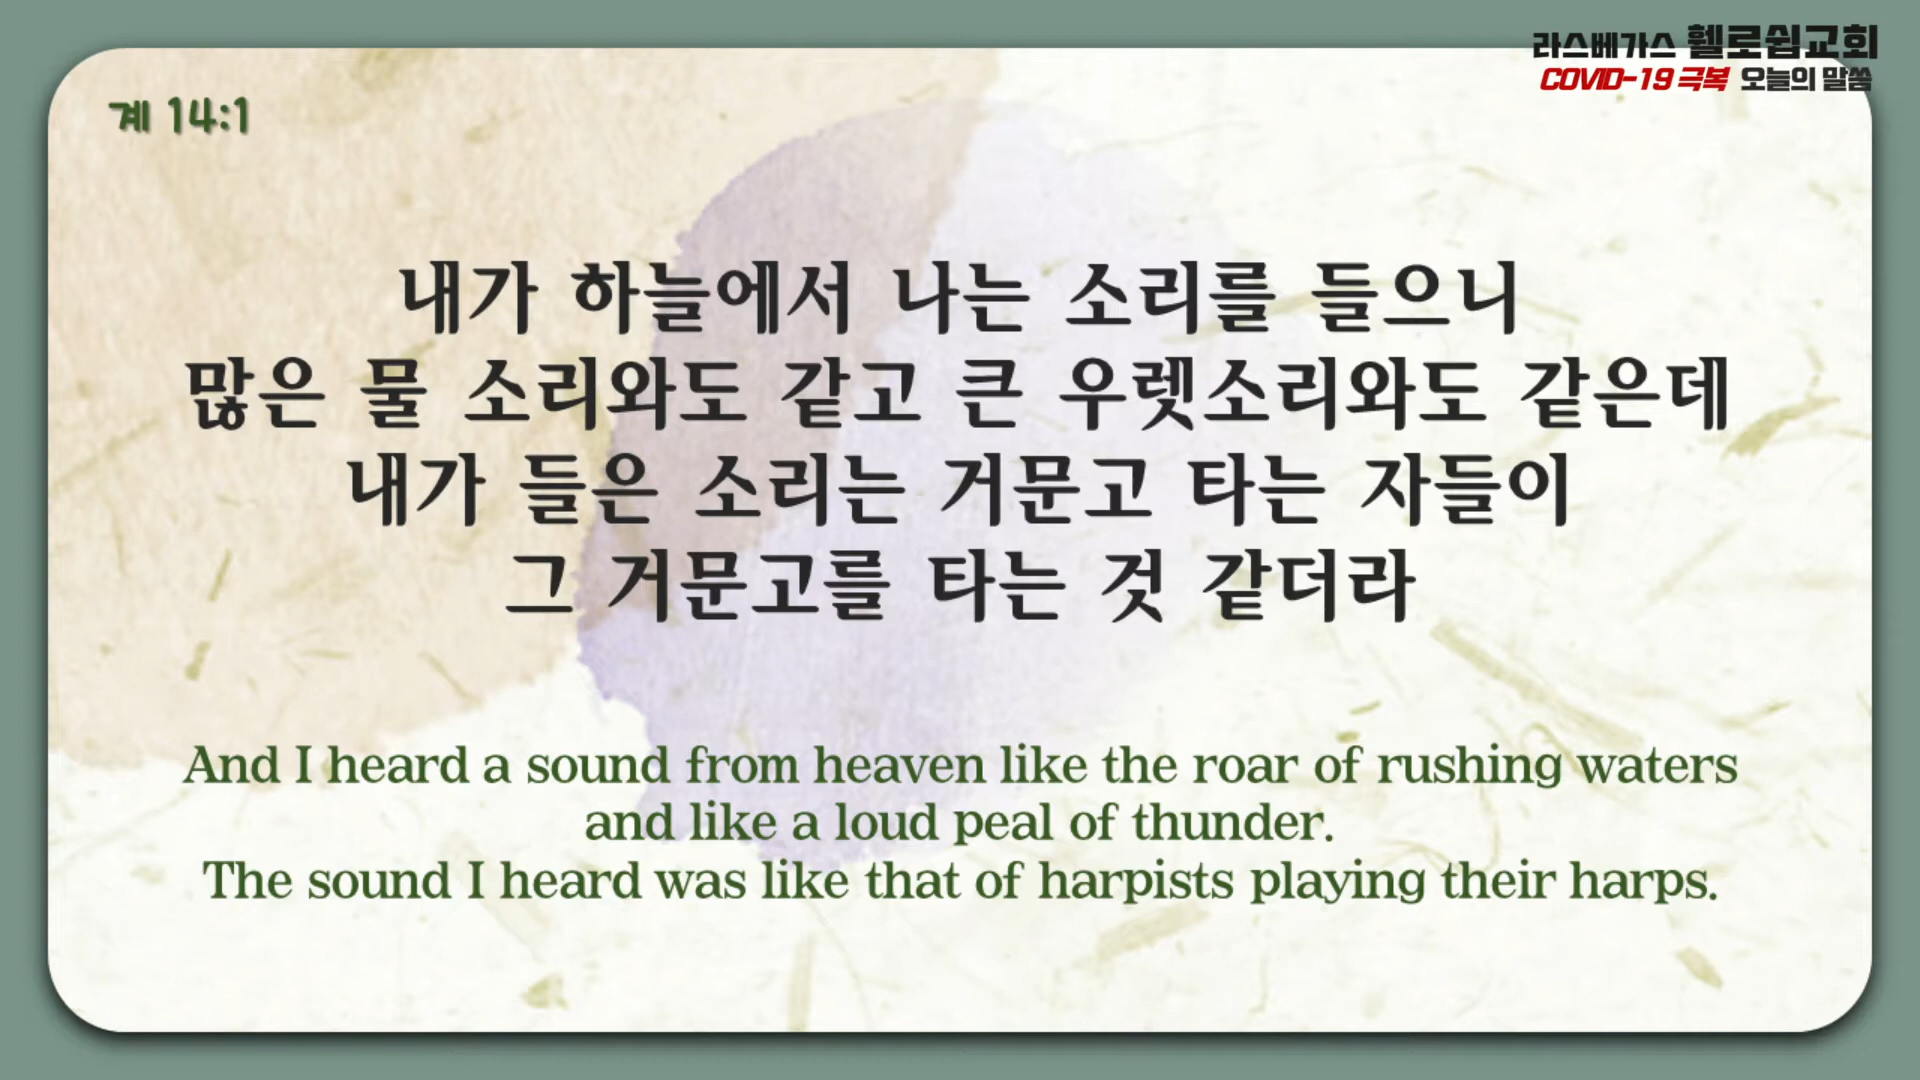 라스베가스 휄로쉽교회
COVID-19 극복 오늘의 말씀
계 14:1
내가 하늘에서 나는 소리를 들으니
많은 물 소리와도 같고 큰 우렛소리와도 같은데
내가 들은 소리는 거문고 타는 자들이
그 거문고를 타는 것 같더라
And I heard a sound from heaven like the roar of rushing waters
and like a loud peal of thunder.
The sound I heard was like that of harpists playing their harps.